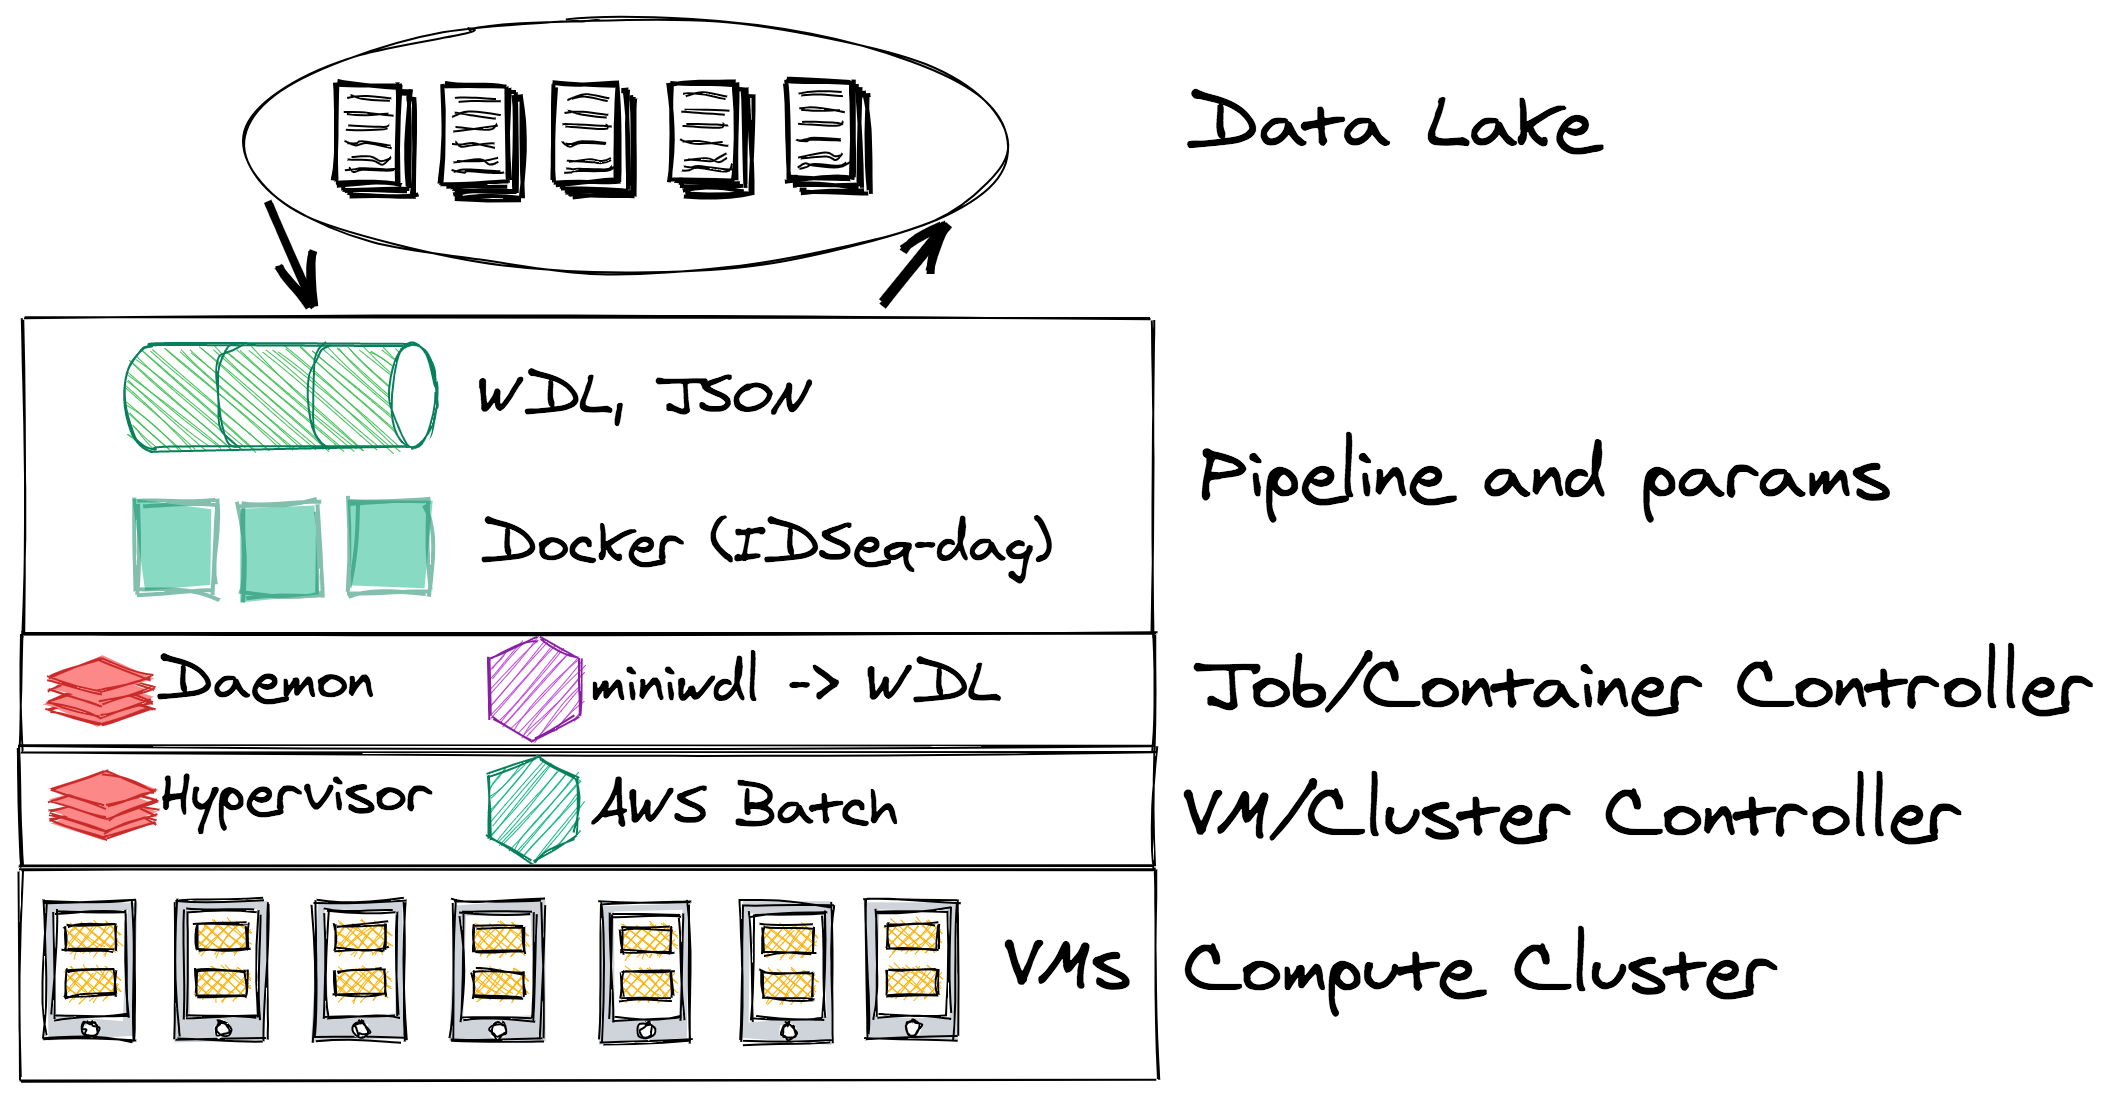 Data Lake
WDL, JSON
Docker (IDSeq-dag)
Pipeline and params
Daemon
miniwdl -> WDL
Job/Container Controller
Hypervisor
AWS Batch
VM/Cluster Controller
VMs
Compute Cluster